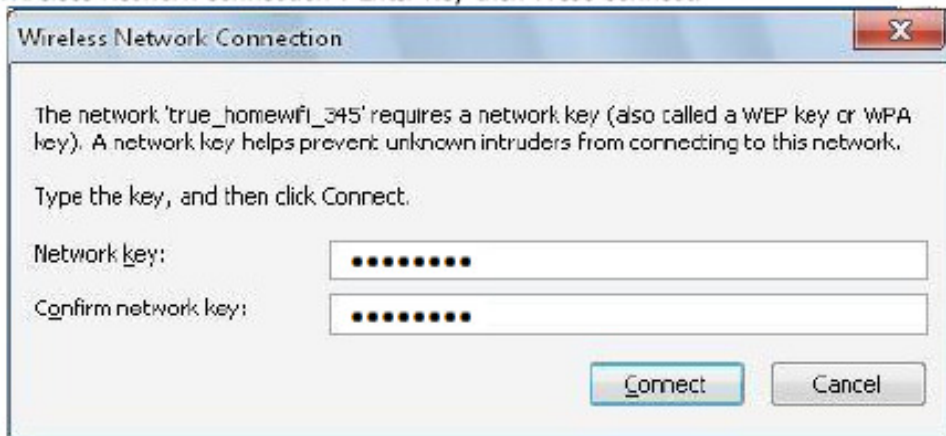 Wireless Network Connection
The network 'true_homewifi_345' requires a network key (also called a WEP key or WPA
key). A network key helps prevent unknown intruders from connecting to this network.
Type the key, and then click Connect.
Network key: ••••••••
Confirm network key: ••••••••
Connect Cancel